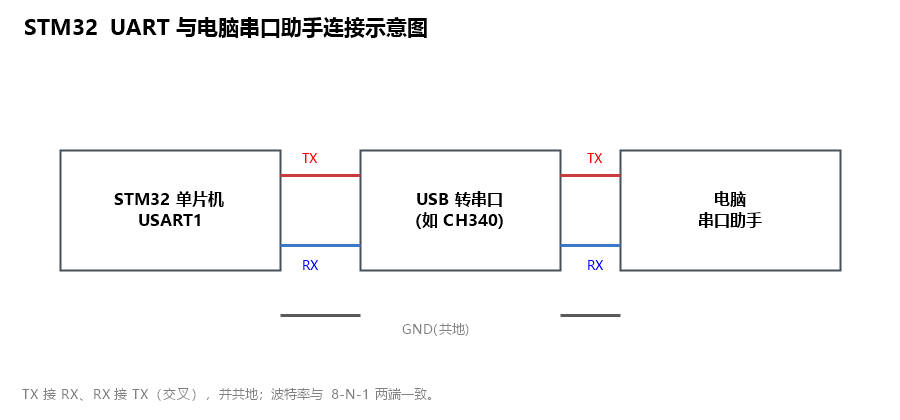 STM32 UART 与电脑串口助手连接示意图
TX
TX
STM32 单片机
USART1
USB 转串口
(如 CH340)
电脑
串口助手
RX
RX
GND(共地)
TX 接 RX、RX 接 TX（交叉），并共地；波特率与 8-N-1 两端一致。